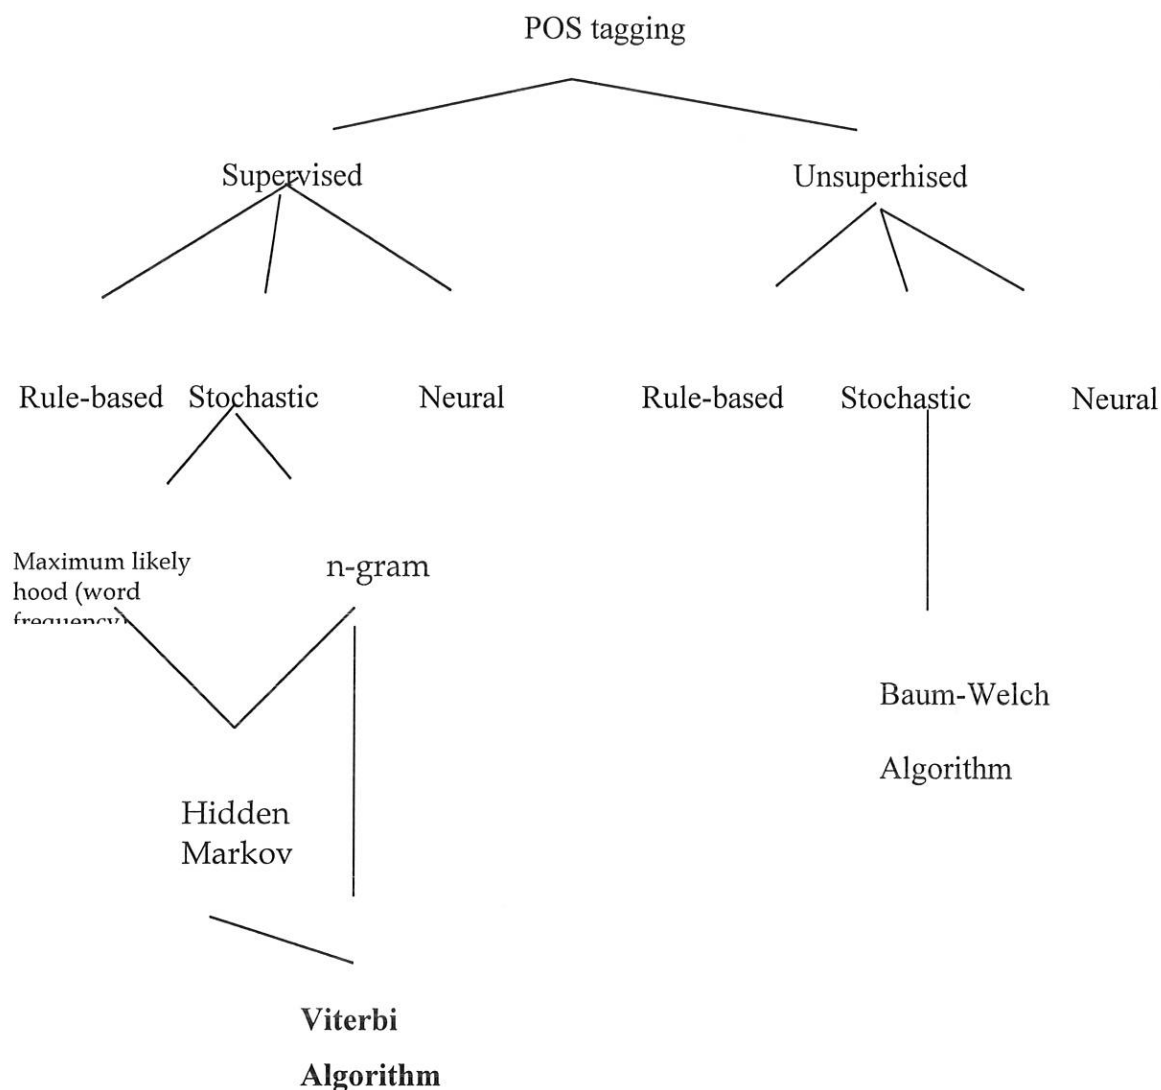 POS tagging
Supervised Unsuperhised
Rule-based Stochastic Neural Rule-based Stochastic Neural
Maximum likely
hood (word
frequency)
n-gram
Baum-Welch
Algorithm
Hidden
Markov
Viterbi
Algorithm